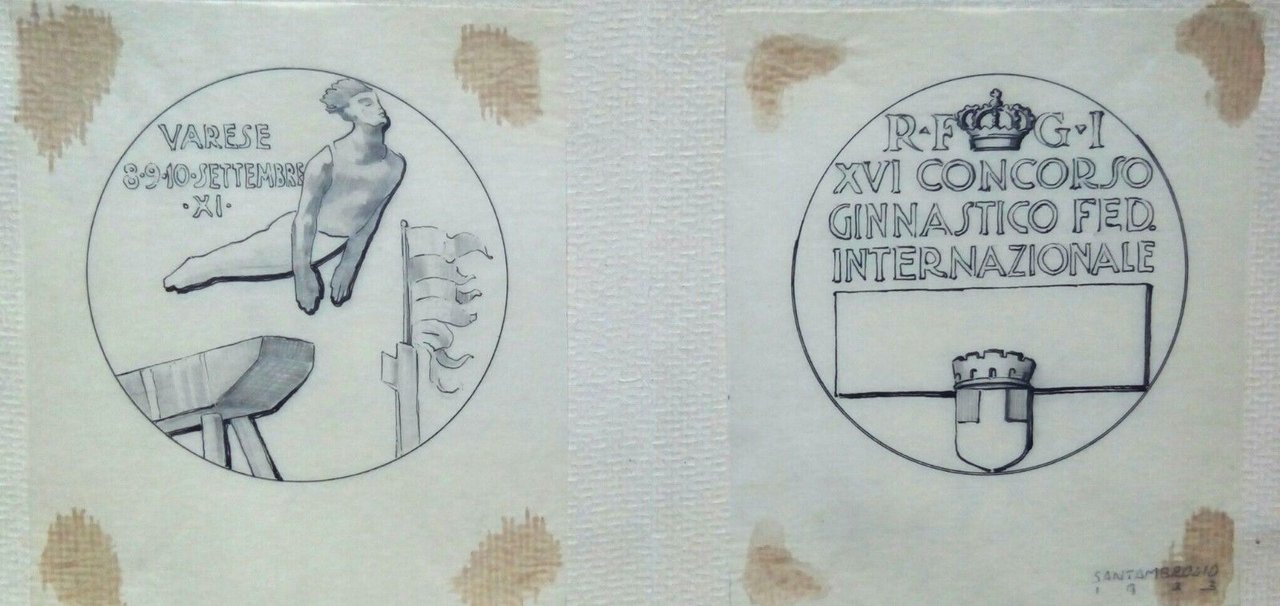 VARESE
8·9·10·SETTEMBRE
·XI·
R·F G·I
XVI CONCORSO
GINNASTICO FED.
INTERNAZIONALE
SANTAMBROGIO
1933